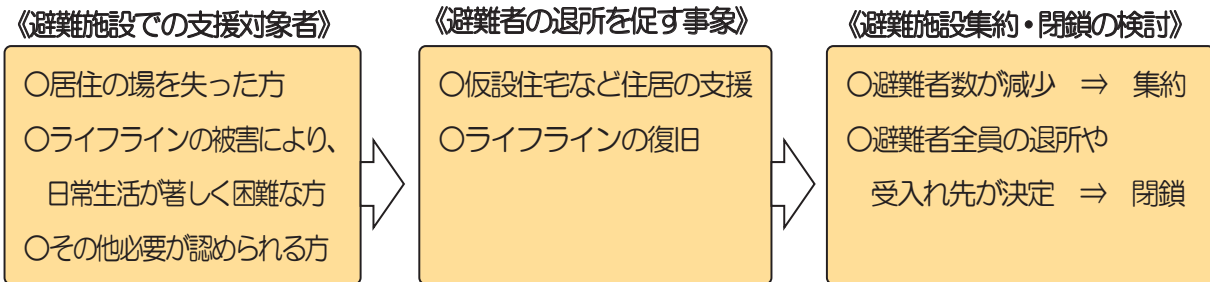 《避難施設での支援対象者》
○居住の場を失った方
○ライフラインの被害により、
日常生活が著しく困難な方
○その他必要が認められる方
《避難者の退所を促す事象》
○仮設住宅など住居の支援
○ライフラインの復旧
《避難施設集約・閉鎖の検討》
○避難者数が減少 ⇒ 集約
○避難者全員の退所や
受入れ先が決定 ⇒ 閉鎖